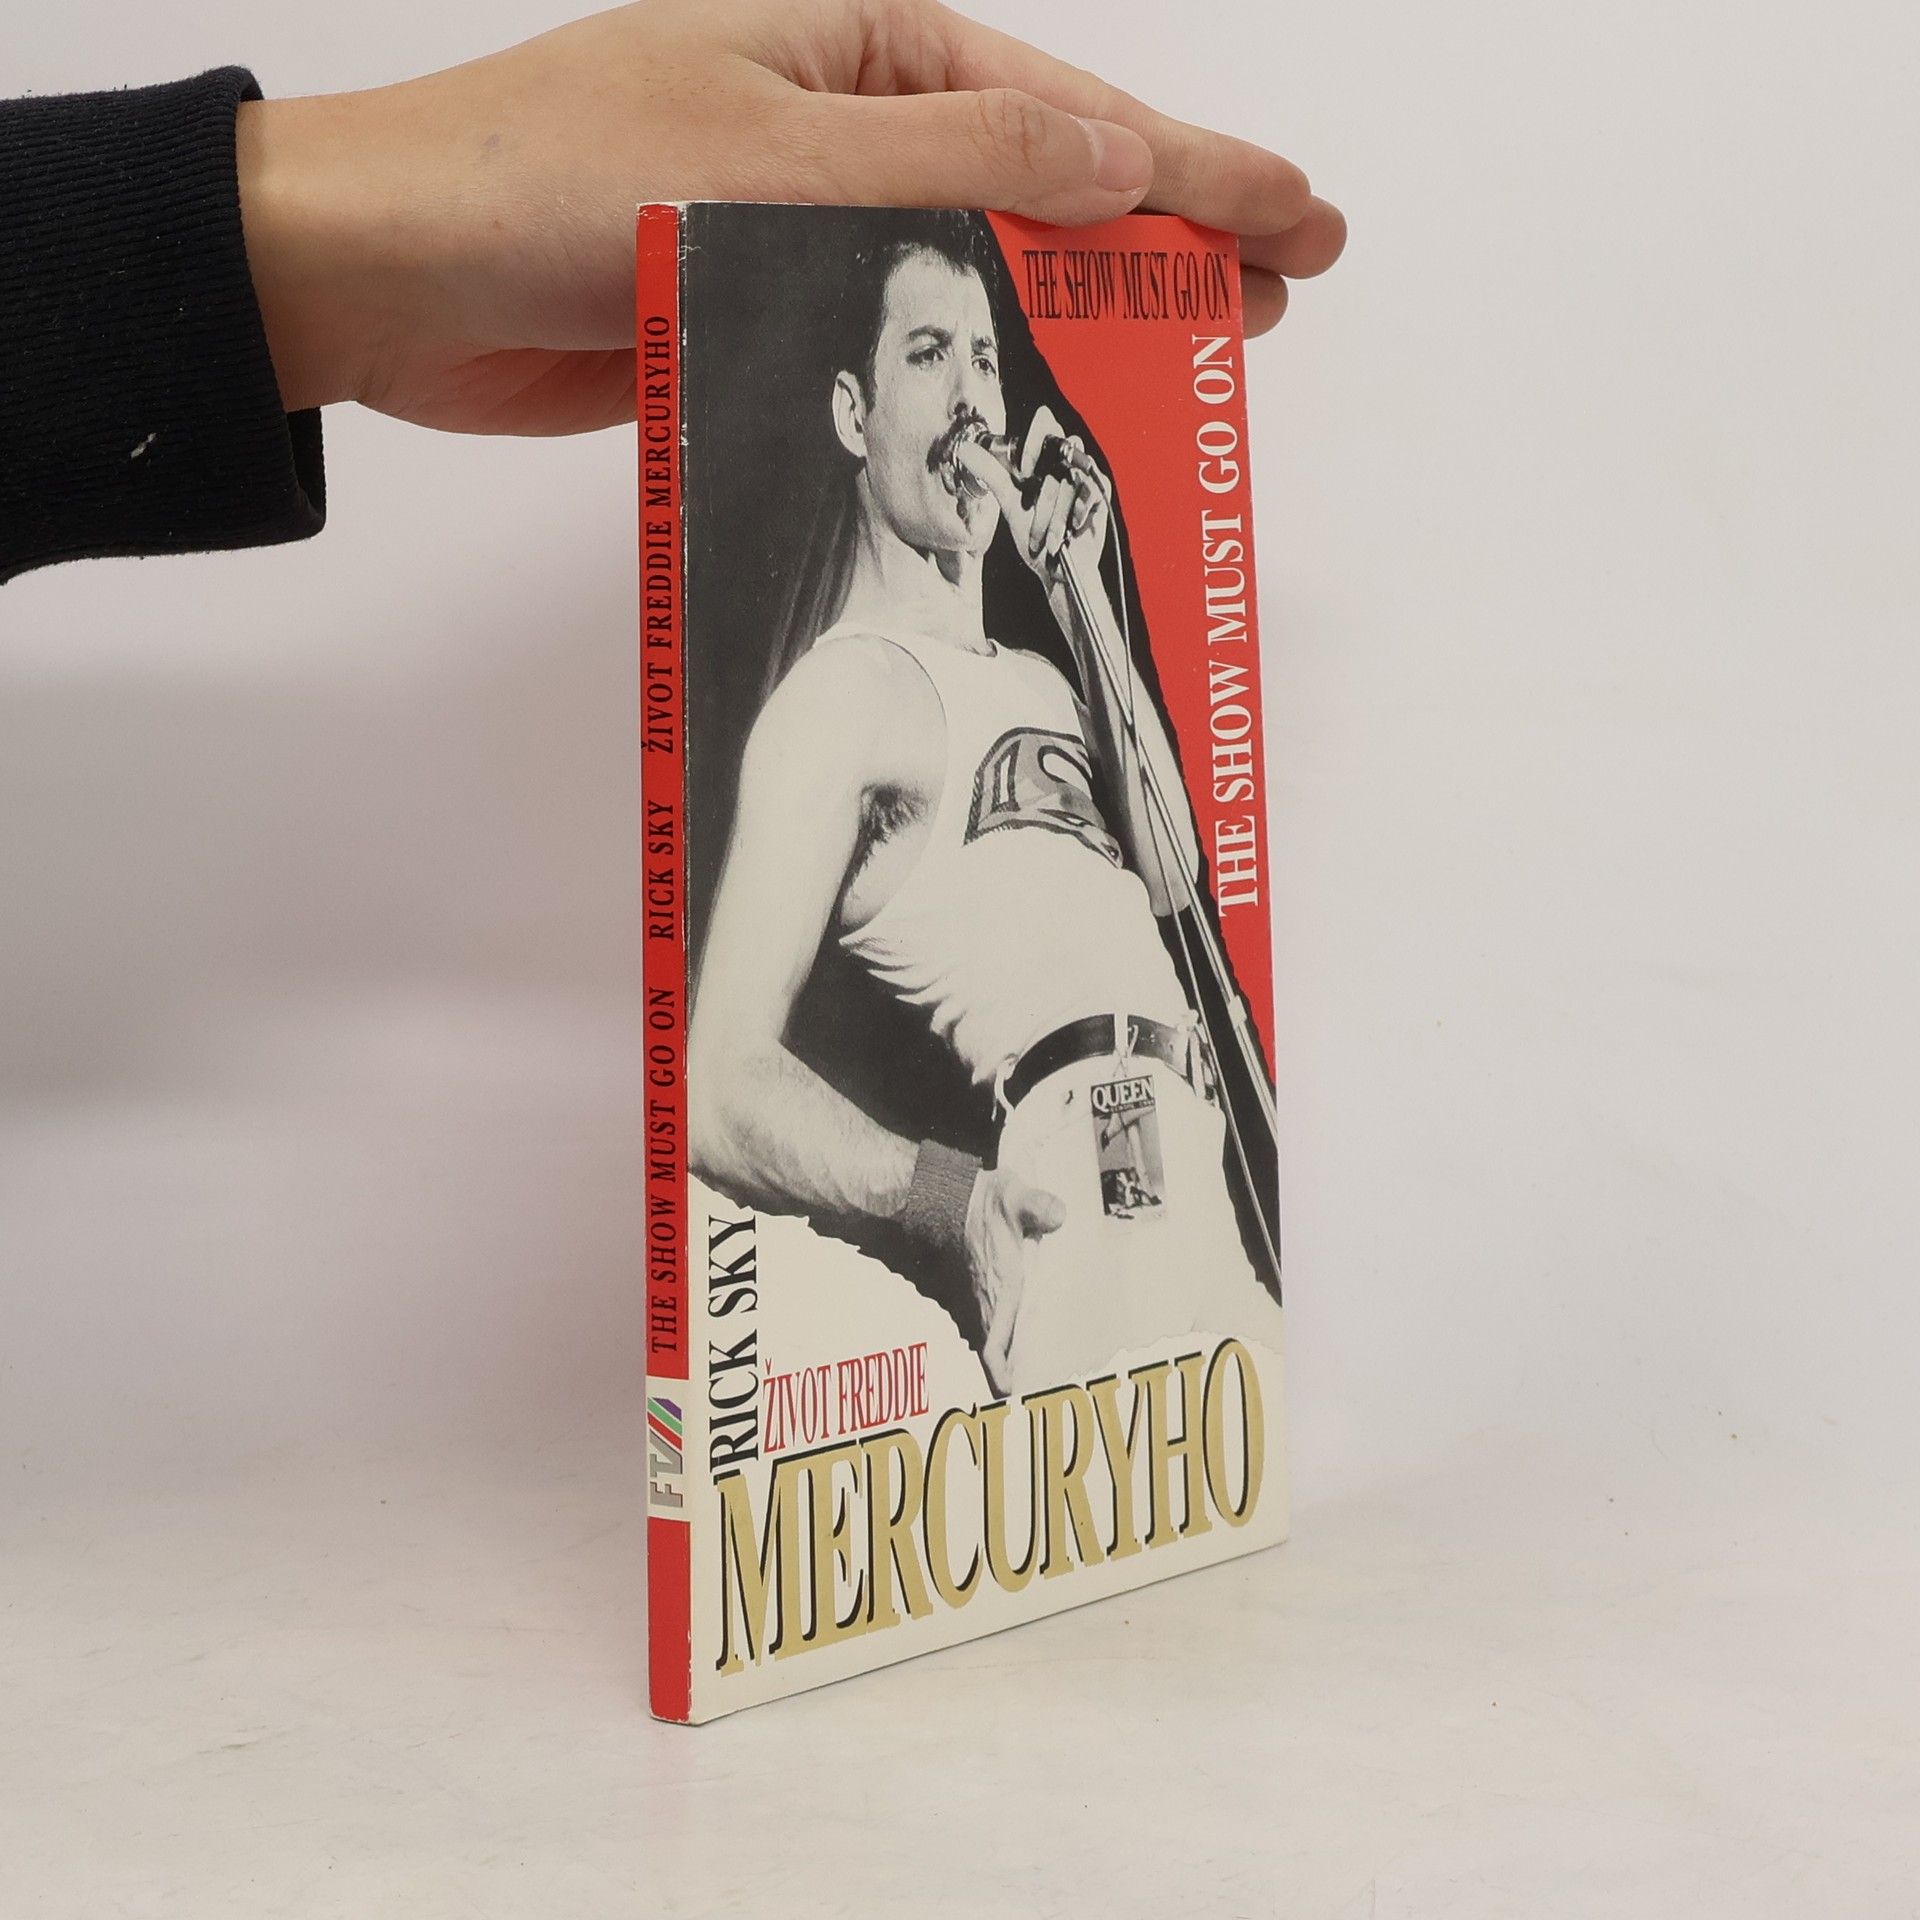 THE SHOW MUST GO ON RICK SKY ŽIVOT FREDDIE MERCURYHO
FTV
THE SHOW MUST GO ON
THE SHOW MUST GO ON
QUEEN
RICK SKY
ŽIVOT FREDDIE
MERCURYHO